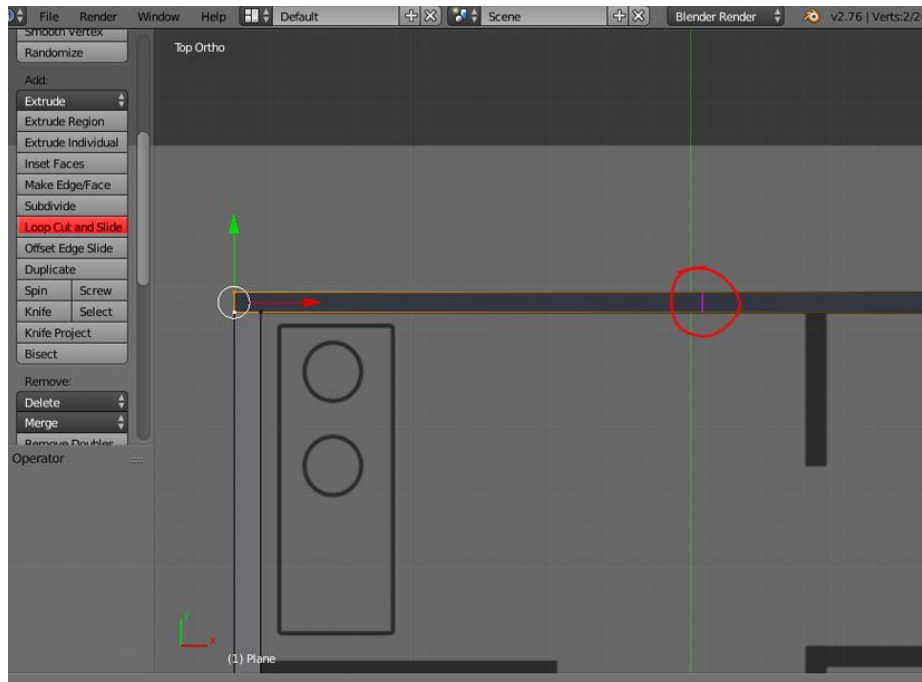 File Render Window Help Default Scene Blender Render v2.76 | Verts:2/2
Smooth Vertex
Randomize
Top Ortho
Add:
Extrude
Extrude Region
Extrude Individual
Inset Faces
Make Edge/Face
Subdivide
Loop Cut and Slide
Offset Edge Slide
Duplicate
Spin Screw
Knife Select
Knife Project
Bisect
Remove:
Delete
Merge
Remove Doubles
Operator
y
x
(1) Plane